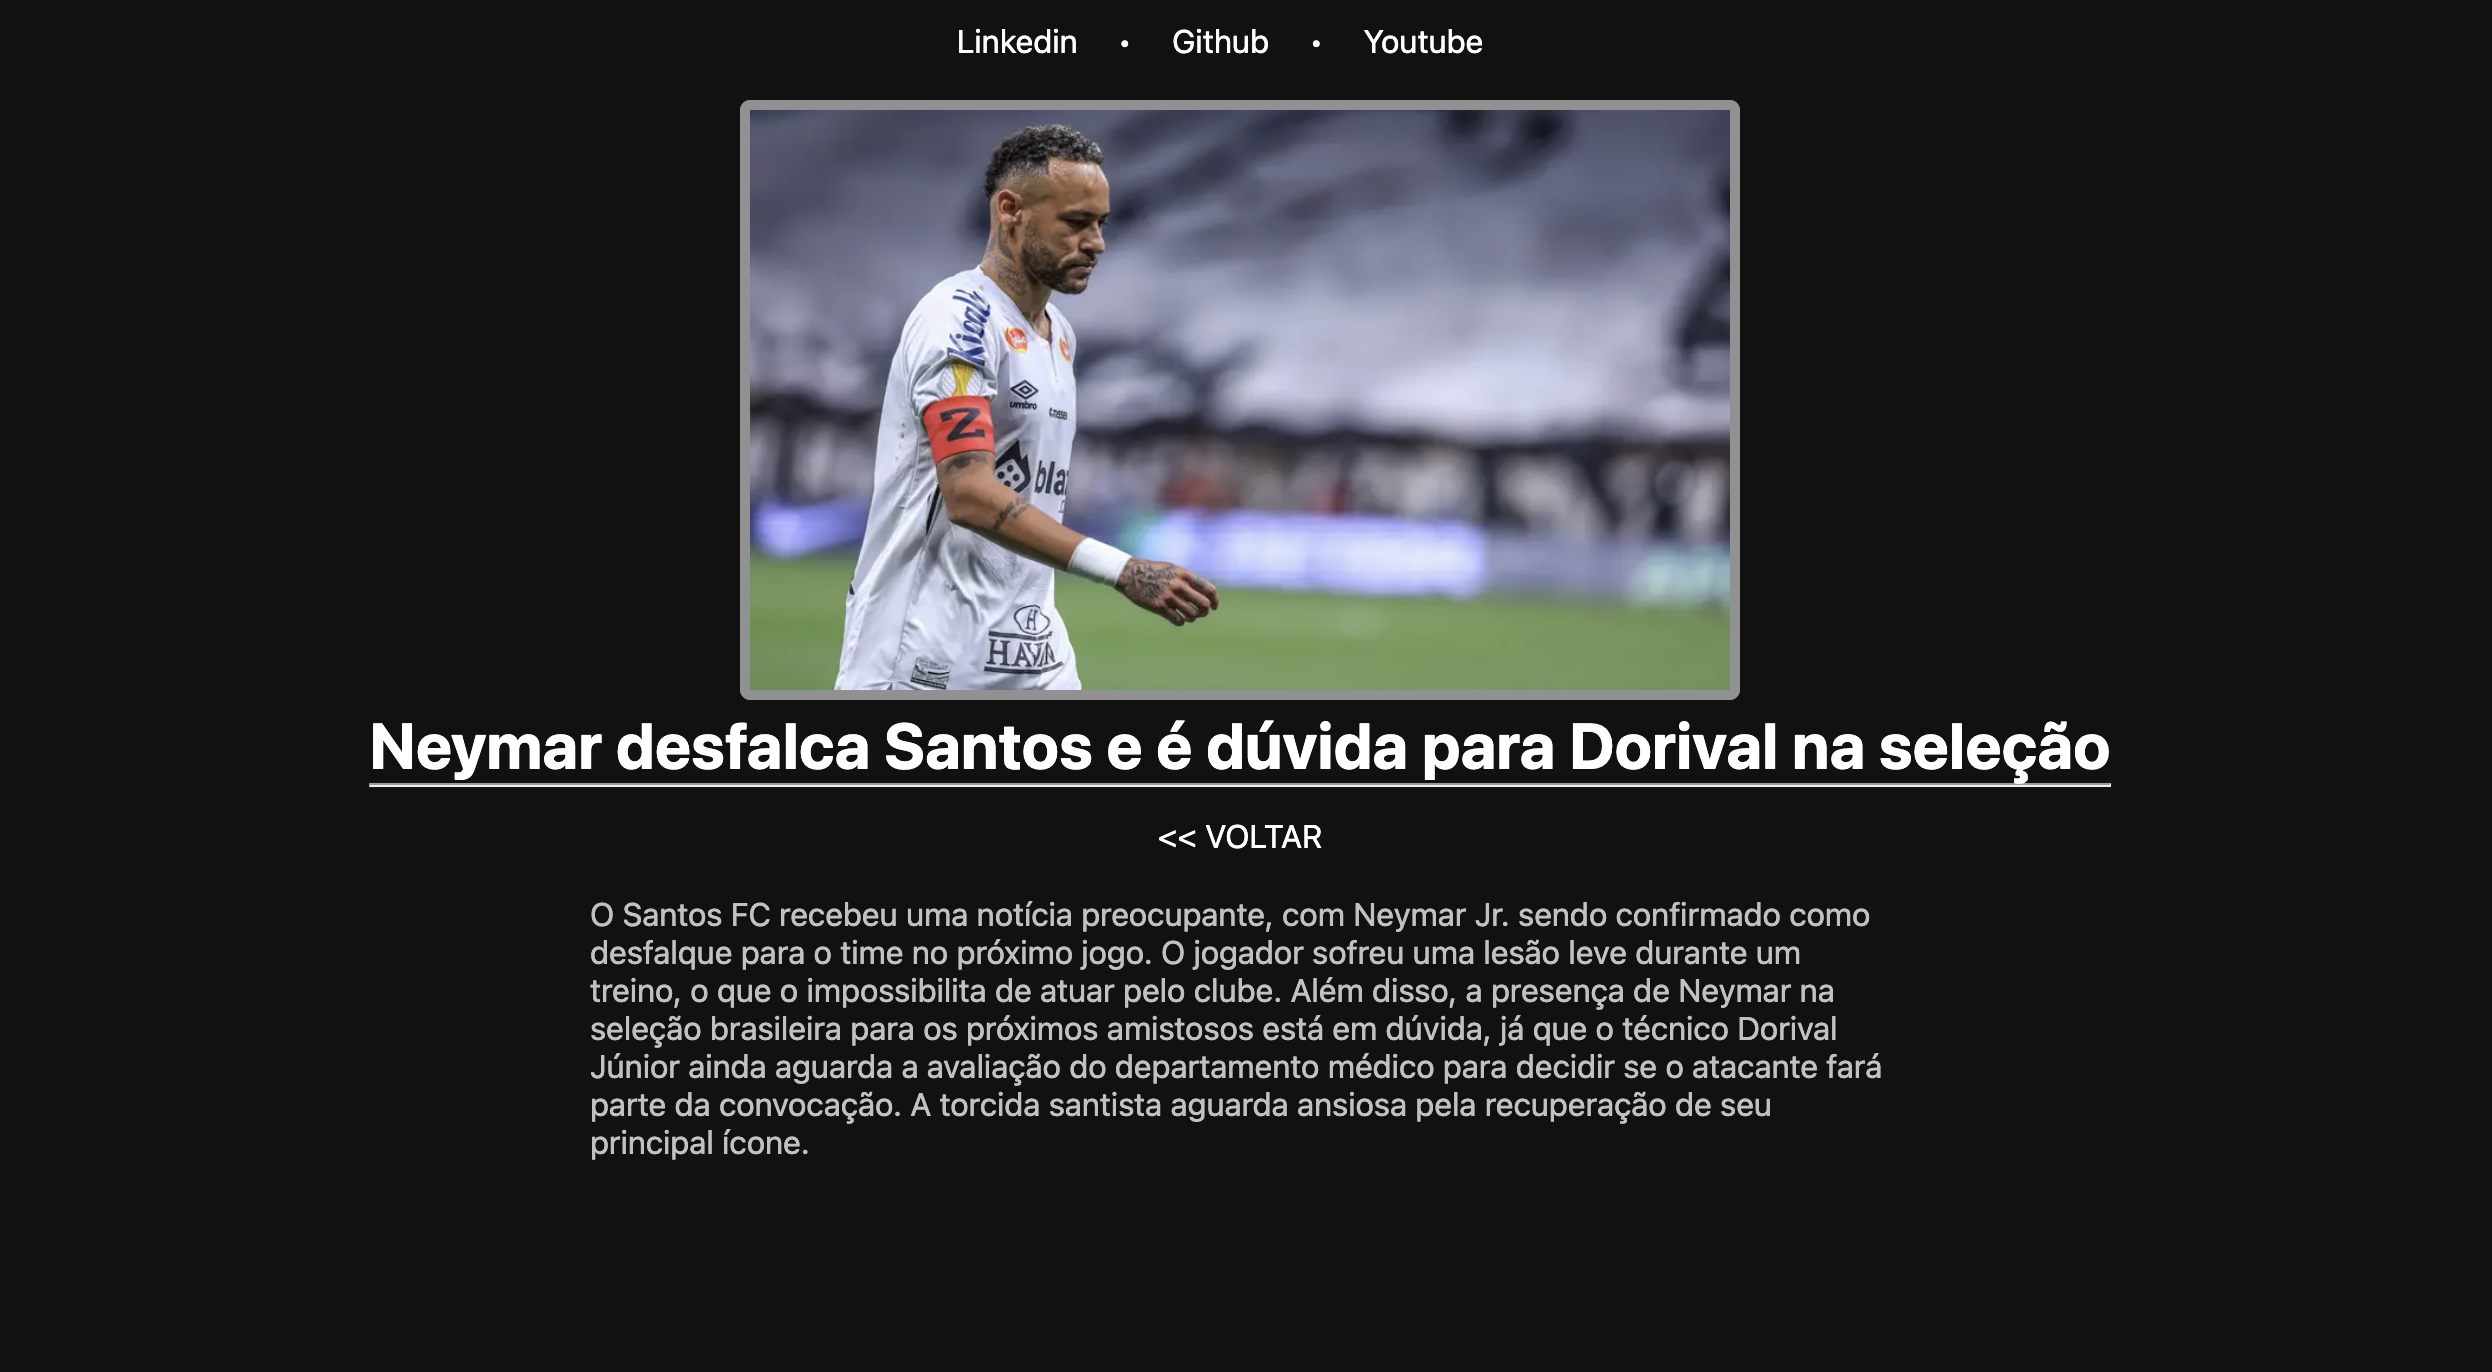 Linkedin • Github • Youtube
Kicaldo
umbro
Z
blaz
HAVAN
Neymar desfalca Santos e é dúvida para Dorival na seleção
<< VOLTAR
O Santos FC recebeu uma notícia preocupante, com Neymar Jr. sendo confirmado como
desfalque para o time no próximo jogo. O jogador sofreu uma lesão leve durante um
treino, o que o impossibilita de atuar pelo clube. Além disso, a presença de Neymar na
seleção brasileira para os próximos amistosos está em dúvida, já que o técnico Dorival
Júnior ainda aguarda a avaliação do departamento médico para decidir se o atacante fará
parte da convocação. A torcida santista aguarda ansiosa pela recuperação de seu
principal ícone.